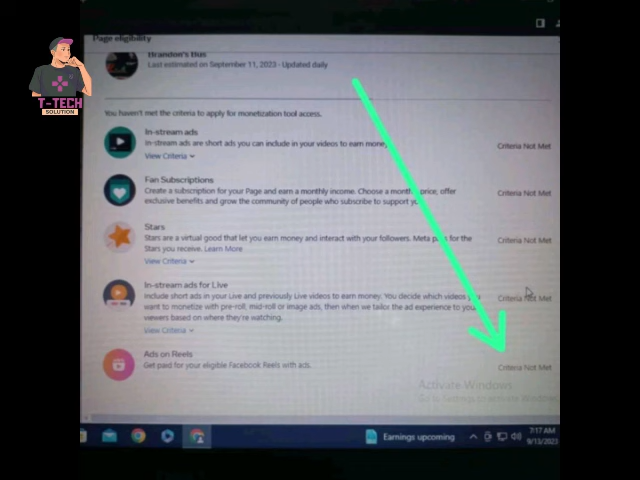 Page eligibility
Brandon's Bus
Last estimated on September 11, 2023 · Updated daily
T-TECH
SOLUTION
You haven't met the criteria to apply for monetization tool access.
In-stream ads
In-stream ads are short ads you can include in your videos to earn money.
Criteria Not Met
View Criteria
Fan Subscriptions
Create a subscription for your Page and earn a monthly income. Choose a monthly price, offer
Criteria Not Met
exclusive benefits and grow the community of people who subscribe to support you.
Stars
Stars are a virtual good that let you earn money and interact with your followers. Meta pays for the
Criteria Not Met
Stars you receive. Learn More
View Criteria
In-stream ads for Live
Include short ads in your Live and previously Live videos to earn money. You decide which videos you
Criteria Not Met
want to monetize with pre-roll, mid-roll or image ads, then when we tailor the ad experience to your
viewers based on where they're watching.
View Criteria
Ads on Reels
Get paid for your eligible Facebook Reels with ads.
Criteria Not Met
Activate Windows
Go to Settings to activate Windows
Earnings upcoming
7:17 AM
9/13/2023